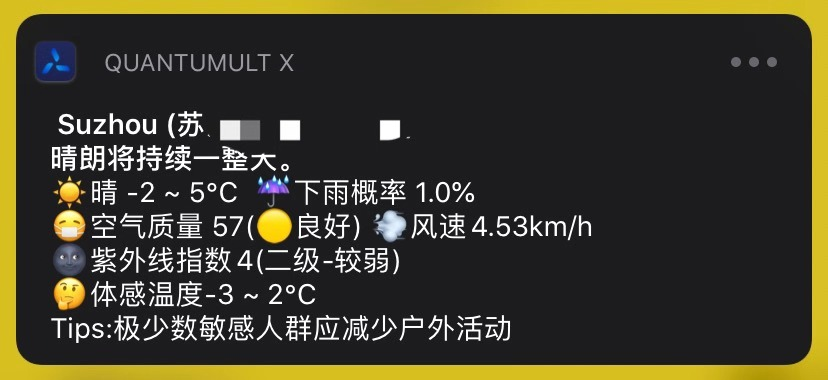 QUANTUMULT X
Suzhou (苏
晴朗将持续一整天。
☀️晴 -2 ~ 5°C ☔下雨概率 1.0%
😷空气质量 57(🟡良好) 💨风速4.53km/h
🌚紫外线指数4(二级-较弱)
🤔体感温度-3 ~ 2°C
Tips:极少数敏感人群应减少户外活动